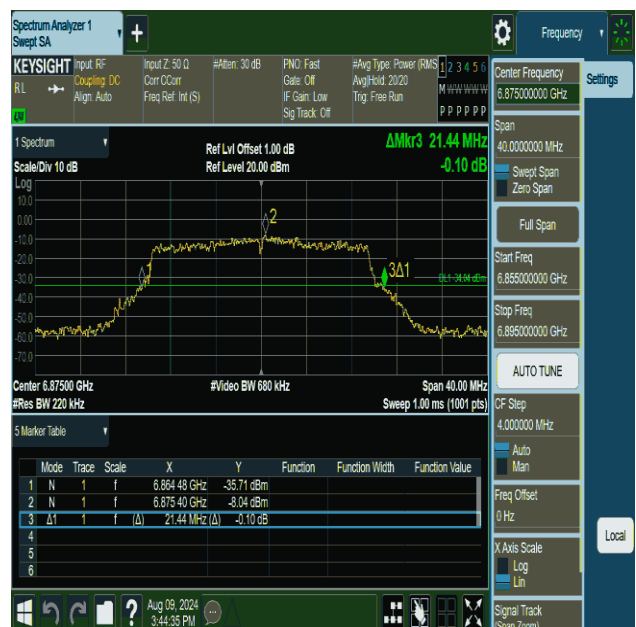 Spectrum Analyzer 1
Swept SA
Frequency
KEYSIGHT
RL
Input: RF
Coupling: DC
Align: Auto
Input Z: 50 Ω
Corr CCorr
Freq Ref: Int (S)
#Atten: 30 dB
PNO: Fast
Gate: Off
IF Gain: Low
Sig Track: Off
#Avg Type: Power (RMS
Avg|Hold: 20/20
Trig: Free Run
1 2 3 4 5 6
M W W W W W
P P P P P P
1 Spectrum
Scale/Div 10 dB
Ref Lvl Offset 1.00 dB
Ref Level 20.00 dBm
ΔMkr3 21.44 MHz
-0.10 dB
Log
10.0
0.00
-10.0
-20.0
-30.0
-40.0
-50.0
-60.0
-70.0
1
2
3Δ1
DL1 -34.04 dBm
Center 6.87500 GHz
#Video BW 680 kHz
Span 40.00 MHz
#Res BW 220 kHz
Sweep 1.00 ms (1001 pts)
5 Marker Table
Mode Trace Scale X Y Function Function Width Function Value
1 N 1 f 6.864 48 GHz -35.71 dBm
2 N 1 f 6.875 40 GHz -8.04 dBm
3 Δ1 1 f (Δ) 21.44 MHz (Δ) -0.10 dB
4
5
6
Aug 09, 2024
3:44:35 PM
Center Frequency
6.875000000 GHz
Settings
Span
40.0000000 MHz
Swept Span
Zero Span
Full Span
Start Freq
6.855000000 GHz
Stop Freq
6.895000000 GHz
AUTO TUNE
CF Step
4.000000 MHz
Auto
Man
Freq Offset
0 Hz
X Axis Scale
Log
Lin
Local
Signal Track
(Span Zoom)